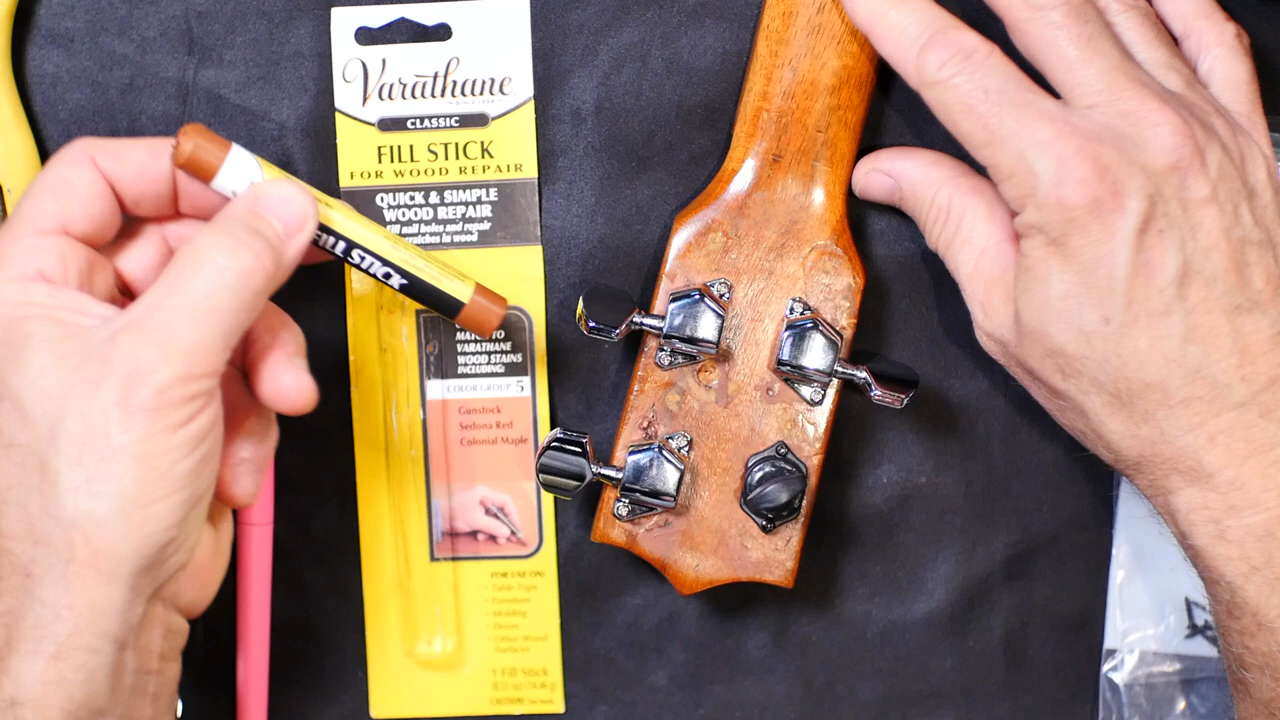 Varathane
CLASSIC
FILL STICK
FOR WOOD REPAIR
QUICK & SIMPLE
WOOD REPAIR
Fill nail holes and repair
scratches in wood
FILL STICK
MATCH TO
VARATHANE
WOOD STAINS
INCLUDING:
COLOR GROUP 5
Gunstock
Sedona Red
Colonial Maple
FOR USE ON:
· Table Tops
· Furniture
· Molding
· Doors
· Other Wood
Surfaces
1 Fill Stick